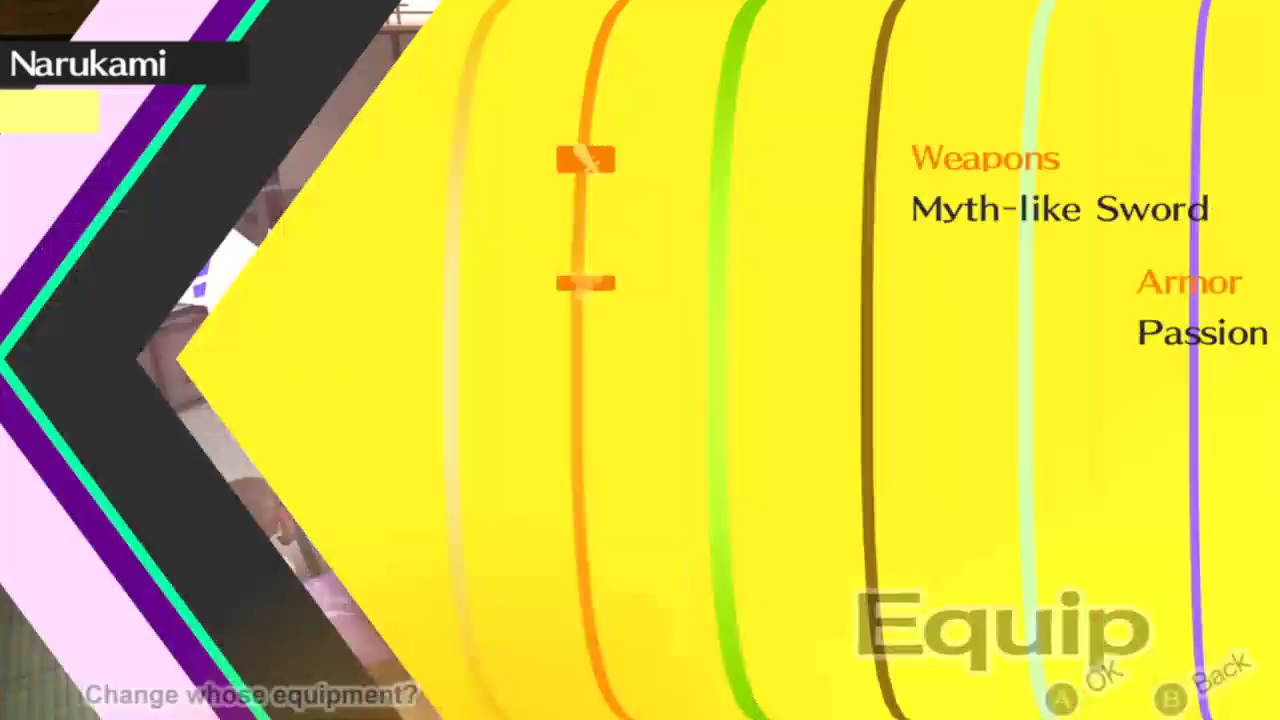 Narukami
Weapons
Myth-like Sword
Armor
Passion
Equip
Change whose equipment?
A OK
B Back